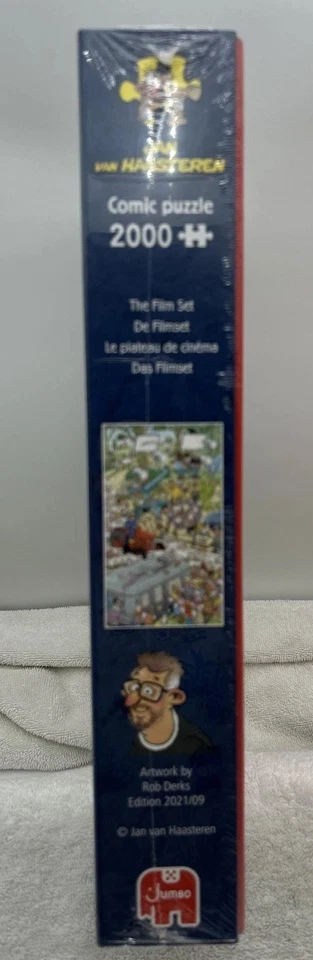 JAN
VAN HAASTEREN
Comic puzzle
2000
The Film Set
De Filmset
Le plateau de cinéma
Das Filmset
Artwork by
Rob Derks
Edition 2021/09
© Jan van Haasteren
Jumbo